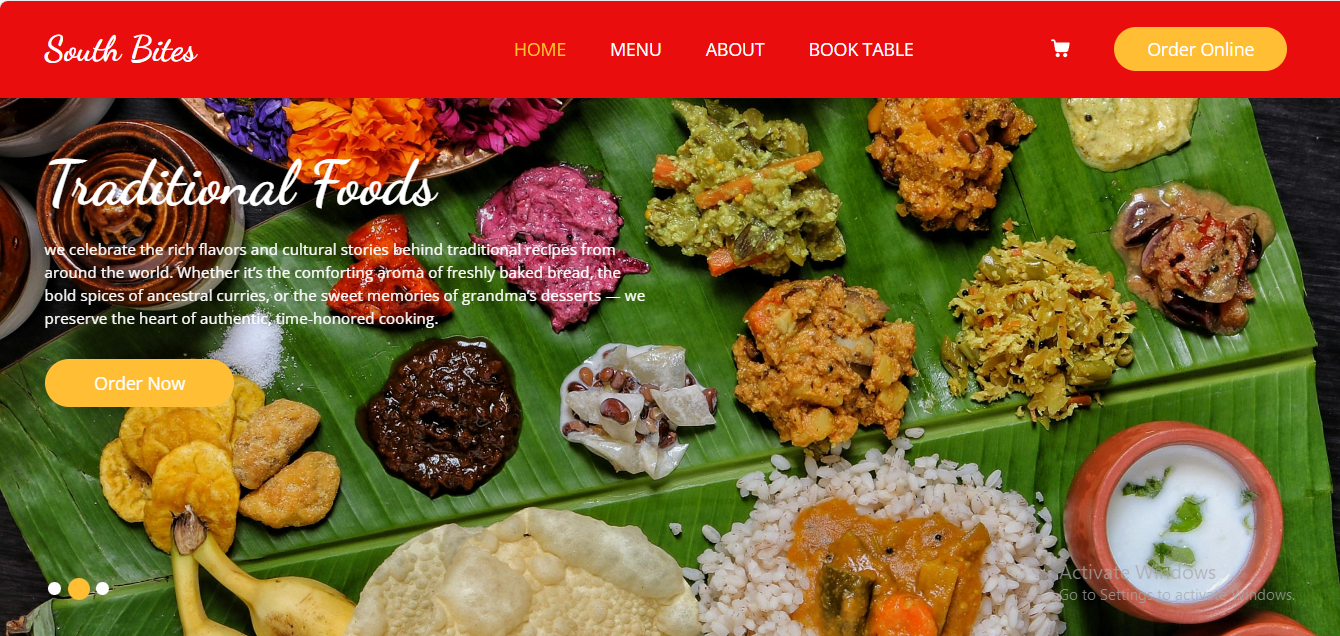 South Bites
HOME MENU ABOUT BOOK TABLE
Order Online
Traditional Foods
we celebrate the rich flavors and cultural stories behind traditional recipes from
around the world. Whether it's the comforting aroma of freshly baked bread, the
bold spices of ancestral curries, or the sweet memories of grandma's desserts — we
preserve the heart of authentic, time-honored cooking.
Order Now
Activate Windows
Go to Settings to activate Windows.